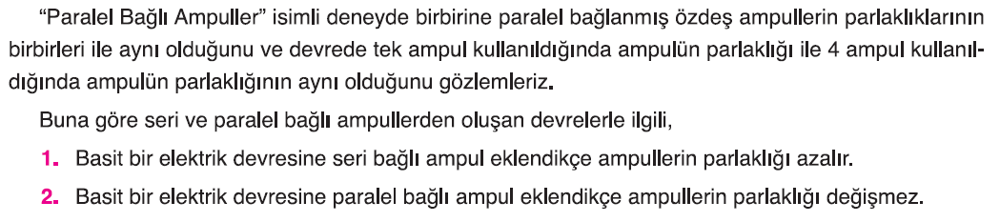 “Paralel Bağlı Ampuller” isimli deneyde birbirine paralel bağlanmış özdeş ampullerin parlaklıklarının
birbirleri ile aynı olduğunu ve devrede tek ampul kullanıldığında ampulün parlaklığı ile 4 ampul kullanıl-
dığında ampulün parlaklığının aynı olduğunu gözlemleriz.
Buna göre seri ve paralel bağlı ampullerden oluşan devrelerle ilgili,
1. Basit bir elektrik devresine seri bağlı ampul eklendikçe ampullerin parlaklığı azalır.
2. Basit bir elektrik devresine paralel bağlı ampul eklendikçe ampullerin parlaklığı değişmez.